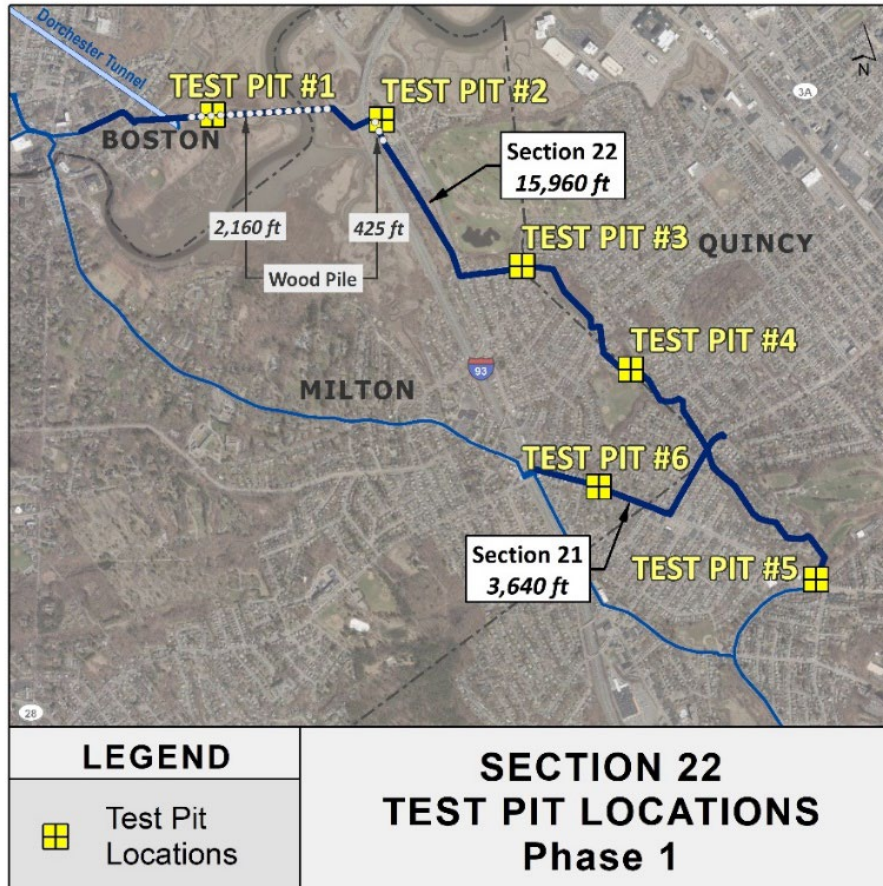 Dorchester Tunnel
TEST PIT #1
TEST PIT #2
N
3A
BOSTON
Section 22
15,960 ft
2,160 ft
425 ft
Wood Pile
TEST PIT #3
QUINCY
TEST PIT #4
93
MILTON
TEST PIT #6
Section 21
3,640 ft
TEST PIT #5
28
LEGEND
Test Pit
Locations
SECTION 22
TEST PIT LOCATIONS
Phase 1